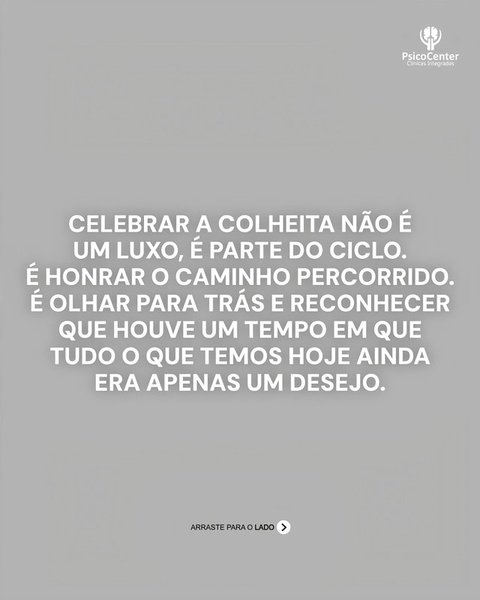 PsicoCenter
Clínicas Integradas
CELEBRAR A COLHEITA NÃO É
UM LUXO, É PARTE DO CICLO.
É HONRAR O CAMINHO PERCORRIDO.
É OLHAR PARA TRÁS E RECONHECER
QUE HOUVE UM TEMPO EM QUE
TUDO O QUE TEMOS HOJE AINDA
ERA APENAS UM DESEJO.
ARRASTE PARA O LADO